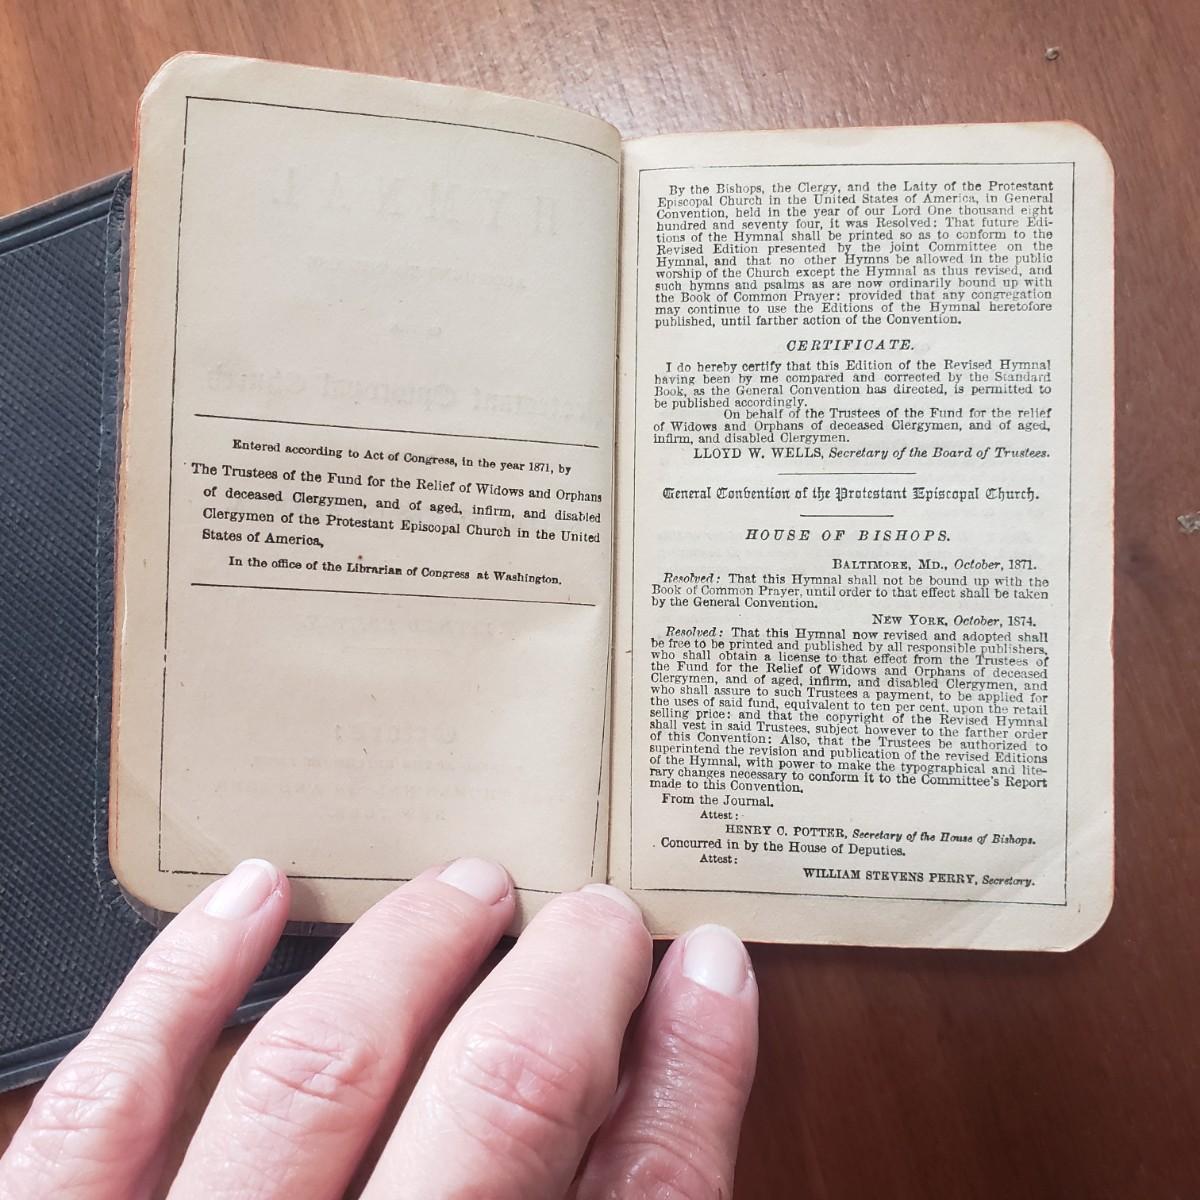 Entered according to Act of Congress, in the year 1871, by
The Trustees of the Fund for the Relief of Widows and Orphans
of deceased Clergymen, and of aged, infirm, and disabled
Clergymen of the Protestant Episcopal Church in the United
States of America,
In the office of the Librarian of Congress at Washington.
By the Bishops, the Clergy, and the Laity of the Protestant
Episcopal Church in the United States of America, in General
Convention, held in the year of our Lord One thousand eight
hundred and seventy four, it was Resolved: That future Edi-
tions of the Hymnal shall be printed so as to conform to the
Revised Edition presented by the joint Committee on the
Hymnal, and that no other Hymns be allowed in the public
worship of the Church except the Hymnal as thus revised, and
such hymns and psalms as are now ordinarily bound up with
the Book of Common Prayer: provided that any congregation
may continue to use the Editions of the Hymnal heretofore
published, until farther action of the Convention.
CERTIFICATE.
I do hereby certify that this Edition of the Revised Hymnal
having been by me compared and corrected by the Standard
Book, as the General Convention has directed, is permitted to
be published accordingly.
On behalf of the Trustees of the Fund for the relief
of Widows and Orphans of deceased Clergymen, and of aged,
infirm, and disabled Clergymen.
LLOYD W. WELLS, Secretary of the Board of Trustees.
General Convention of the Protestant Episcopal Church.
HOUSE OF BISHOPS.
BALTIMORE, MD., October, 1871.
Resolved: That this Hymnal shall not be bound up with the
Book of Common Prayer, until order to that effect shall be taken
by the General Convention.
NEW YORK, October, 1874.
Resolved: That this Hymnal now revised and adopted shall
be free to be printed and published by all responsible publishers,
who shall obtain a license to that effect from the Trustees of
the Fund for the Relief of Widows and Orphans of deceased
Clergymen, and of aged, infirm, and disabled Clergymen, and
who shall assure to such Trustees a payment, to be applied for
the uses of said fund, equivalent to ten per cent. upon the retail
selling price: and that the copyright of the Revised Hymnal
shall vest in said Trustees, subject however to the farther order
of this Convention: Also, that the Trustees be authorized to
superintend the revision and publication of the revised Editions
of the Hymnal, with power to make the typographical and lite-
rary changes necessary to conform it to the Committee's Report
made to this Convention.
From the Journal.
Attest:
HENRY C. POTTER, Secretary of the House of Bishops.
Concurred in by the House of Deputies.
Attest:
WILLIAM STEVENS PERRY, Secretary.